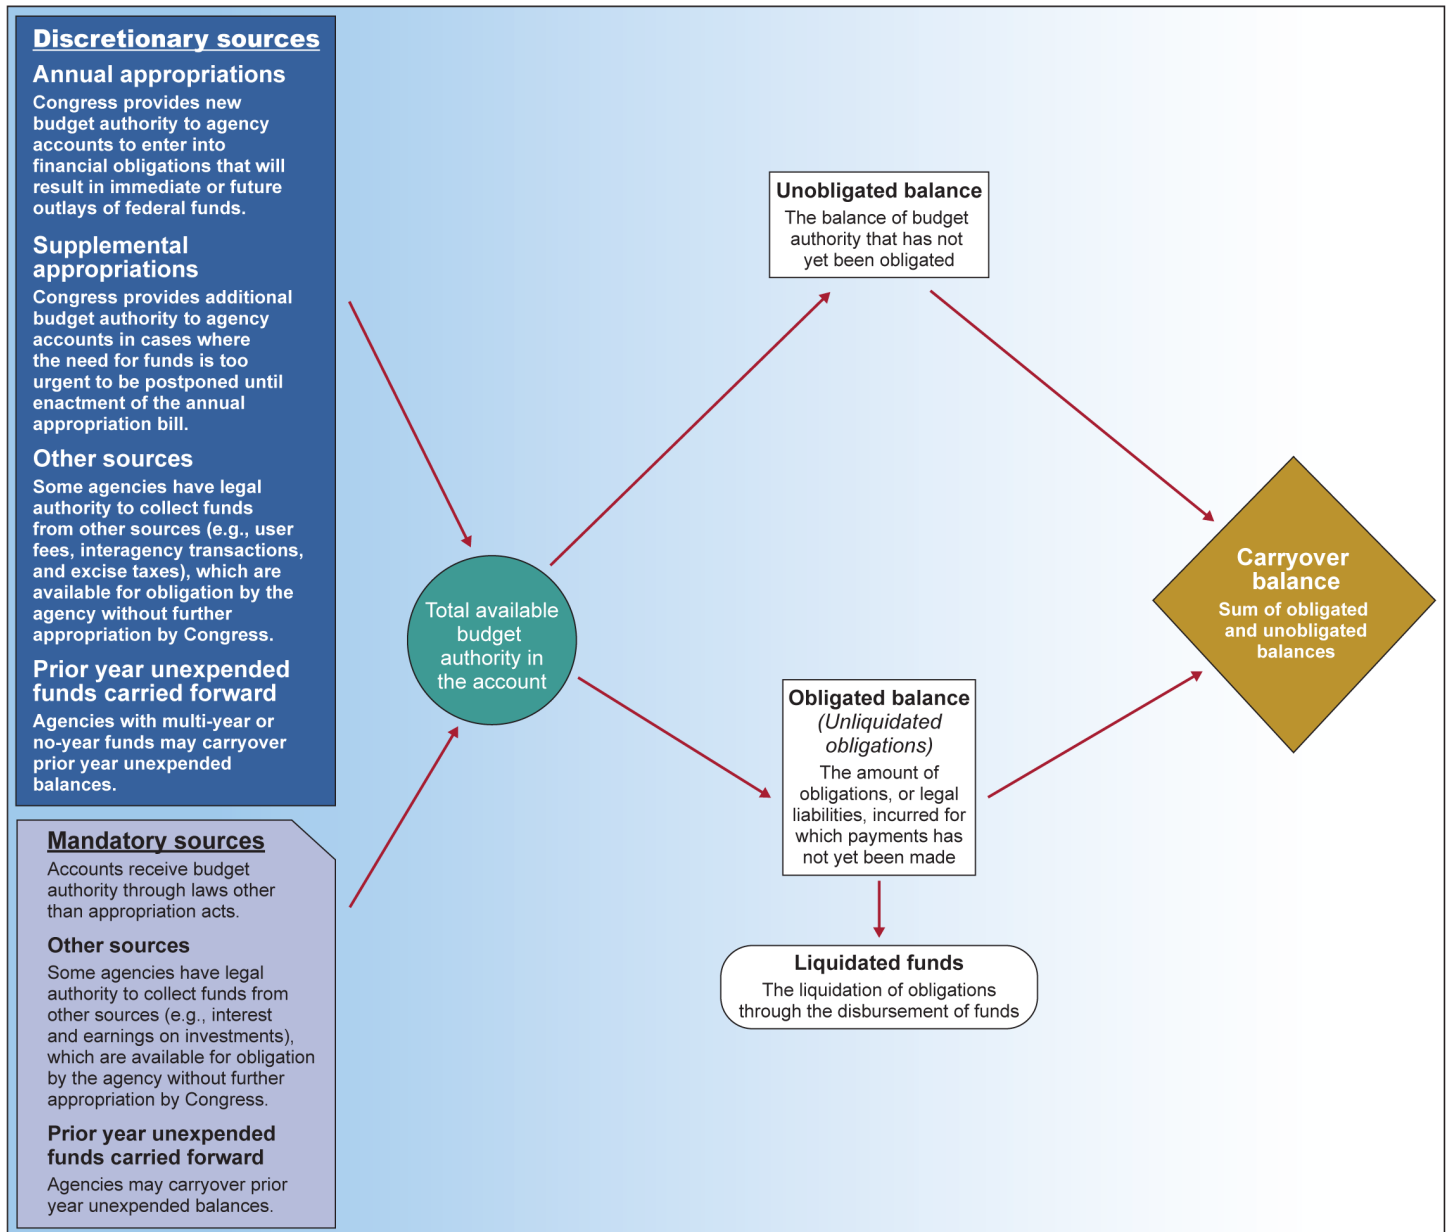 Discretionary sources
Annual appropriations
Congress provides new
budget authority to agency
accounts to enter into
financial obligations that will
result in immediate or future
outlays of federal funds.
Supplemental
appropriations
Congress provides additional
budget authority to agency
accounts in cases where
the need for funds is too
urgent to be postponed until
enactment of the annual
appropriation bill.
Other sources
Some agencies have legal
authority to collect funds
from other sources (e.g., user
fees, interagency transactions,
and excise taxes), which are
available for obligation by the
agency without further
appropriation by Congress.
Prior year unexpended
funds carried forward
Agencies with multi-year or
no-year funds may carryover
prior year unexpended
balances.
Mandatory sources
Accounts receive budget
authority through laws other
than appropriation acts.
Other sources
Some agencies have legal
authority to collect funds from
other sources (e.g., interest
and earnings on investments),
which are available for obligation
by the agency without further
appropriation by Congress.
Prior year unexpended
funds carried forward
Agencies may carryover prior
year unexpended balances.
Total available
budget
authority in
the account
Unobligated balance
The balance of budget
authority that has not
yet been obligated
Obligated balance
(Unliquidated
obligations)
The amount of
obligations, or legal
liabilities, incurred for
which payments has
not yet been made
Liquidated funds
The liquidation of obligations
through the disbursement of funds
Carryover
balance
Sum of obligated
and unobligated
balances